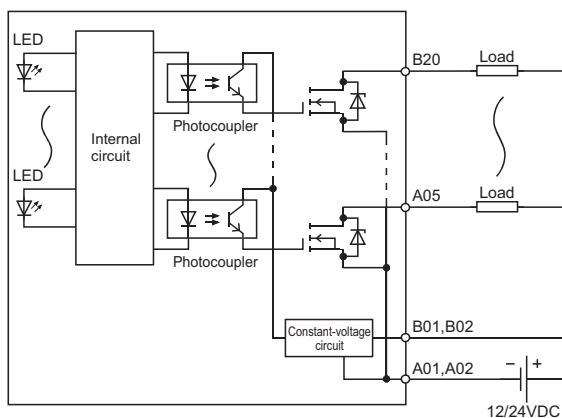 LED
B20
Load
Internal
circuit
Photocoupler
LED
A05
Load
Photocoupler
Constant-voltage
circuit
B01,B02
A01,A02
− +
12/24VDC